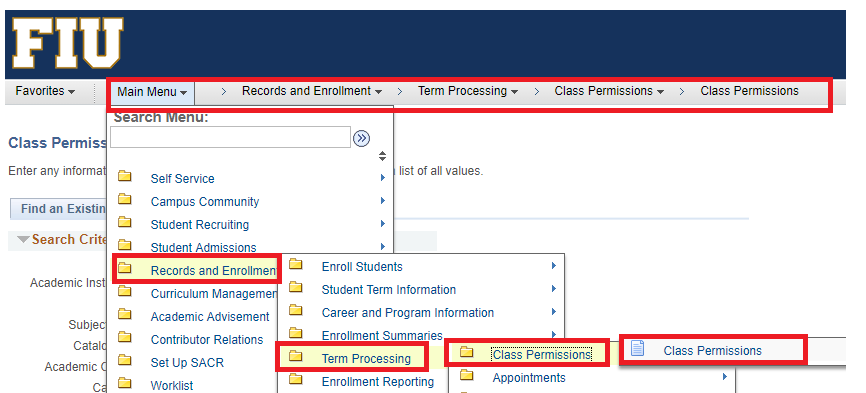 FIU
Favorites
Main Menu > Records and Enrollment > Term Processing > Class Permissions > Class Permissions
Search Menu:
Class Permiss
Enter any informat list of all values.
Find an Existin
Search Crite
Academic Inst
Subjec
Catalo
Academic C
Ca
Self Service
Campus Community
Student Recruiting
Student Admissions
Records and Enrollment
Curriculum Managemen
Academic Advisement
Contributor Relations
Set Up SACR
Worklist
Enroll Students
Student Term Information
Career and Program Information
Enrollment Summaries
Term Processing
Enrollment Reporting
Class Permissions
Appointments
Class Permissions